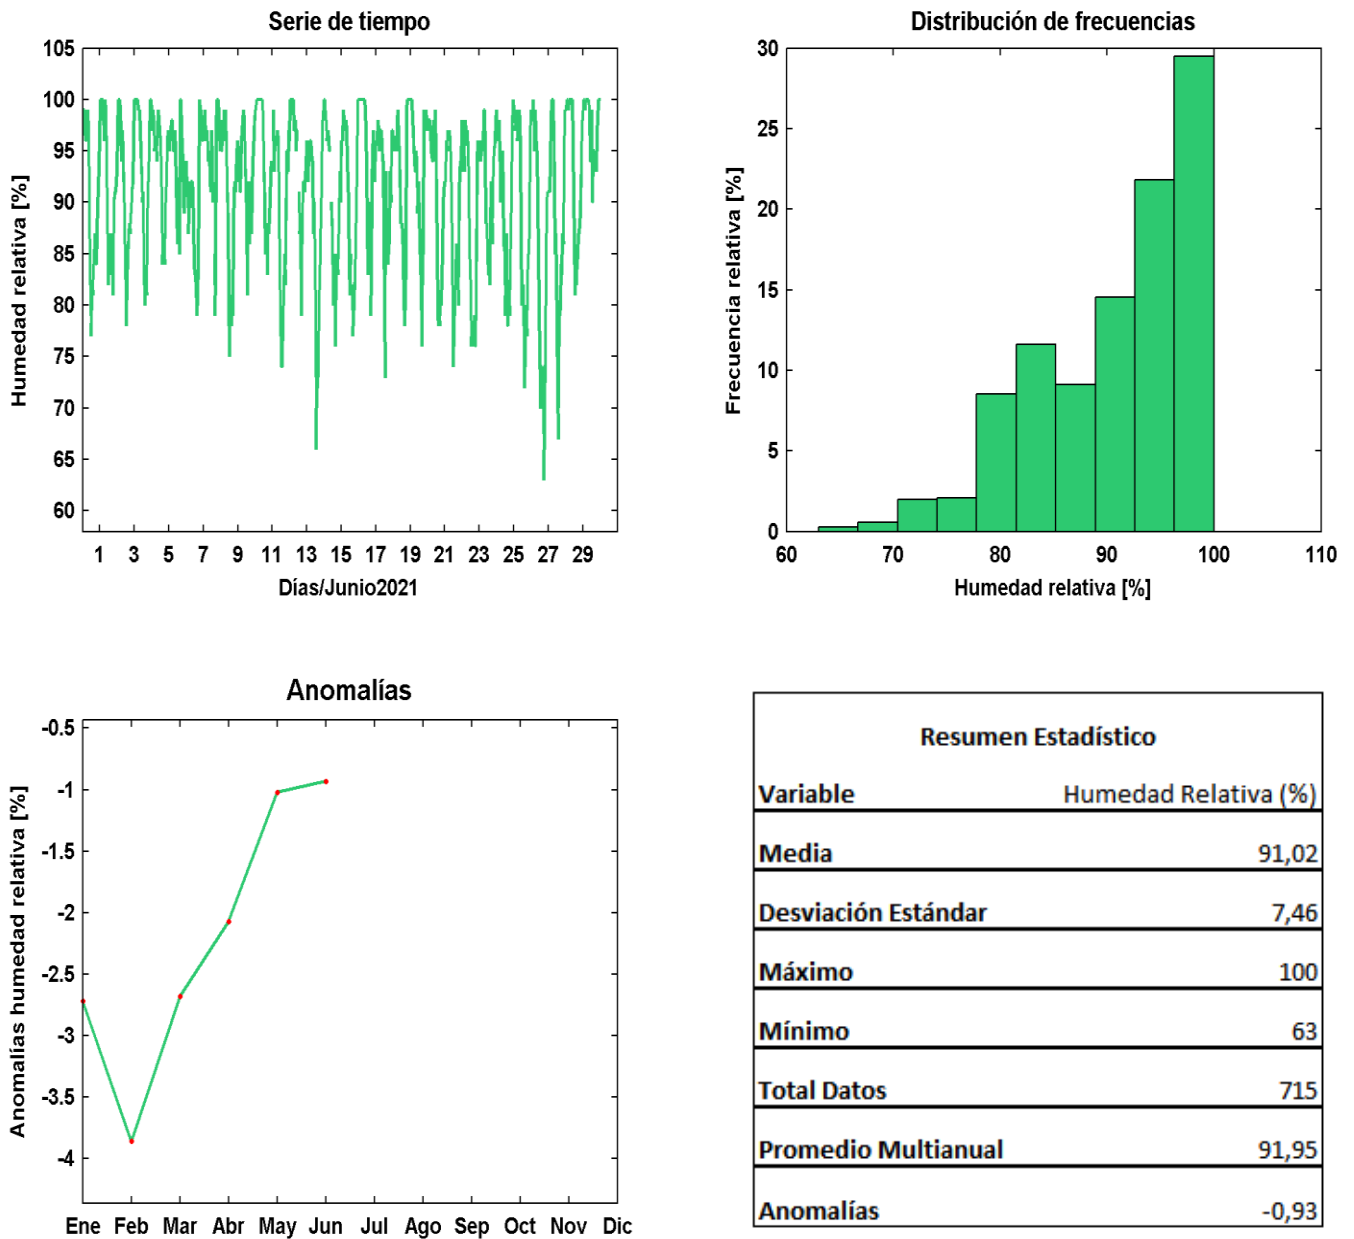 Serie de tiempo
Humedad relativa [%]
105
100
95
90
85
80
75
70
65
60
1 3 5 7 9 11 13 15 17 19 21 23 25 27 29
Días/Junio2021
Distribución de frecuencias
Frecuencia relativa [%]
30
25
20
15
10
5
0
60 70 80 90 100 110
Humedad relativa [%]
Anomalías
Anomalías humedad relativa [%]
-0.5
-1
-1.5
-2
-2.5
-3
-3.5
-4
Ene Feb Mar Abr May Jun Jul Ago Sep Oct Nov Dic
Resumen Estadístico
Variable Humedad Relativa (%)
Media 91,02
Desviación Estándar 7,46
Máximo 100
Mínimo 63
Total Datos 715
Promedio Multianual 91,95
Anomalías -0,93